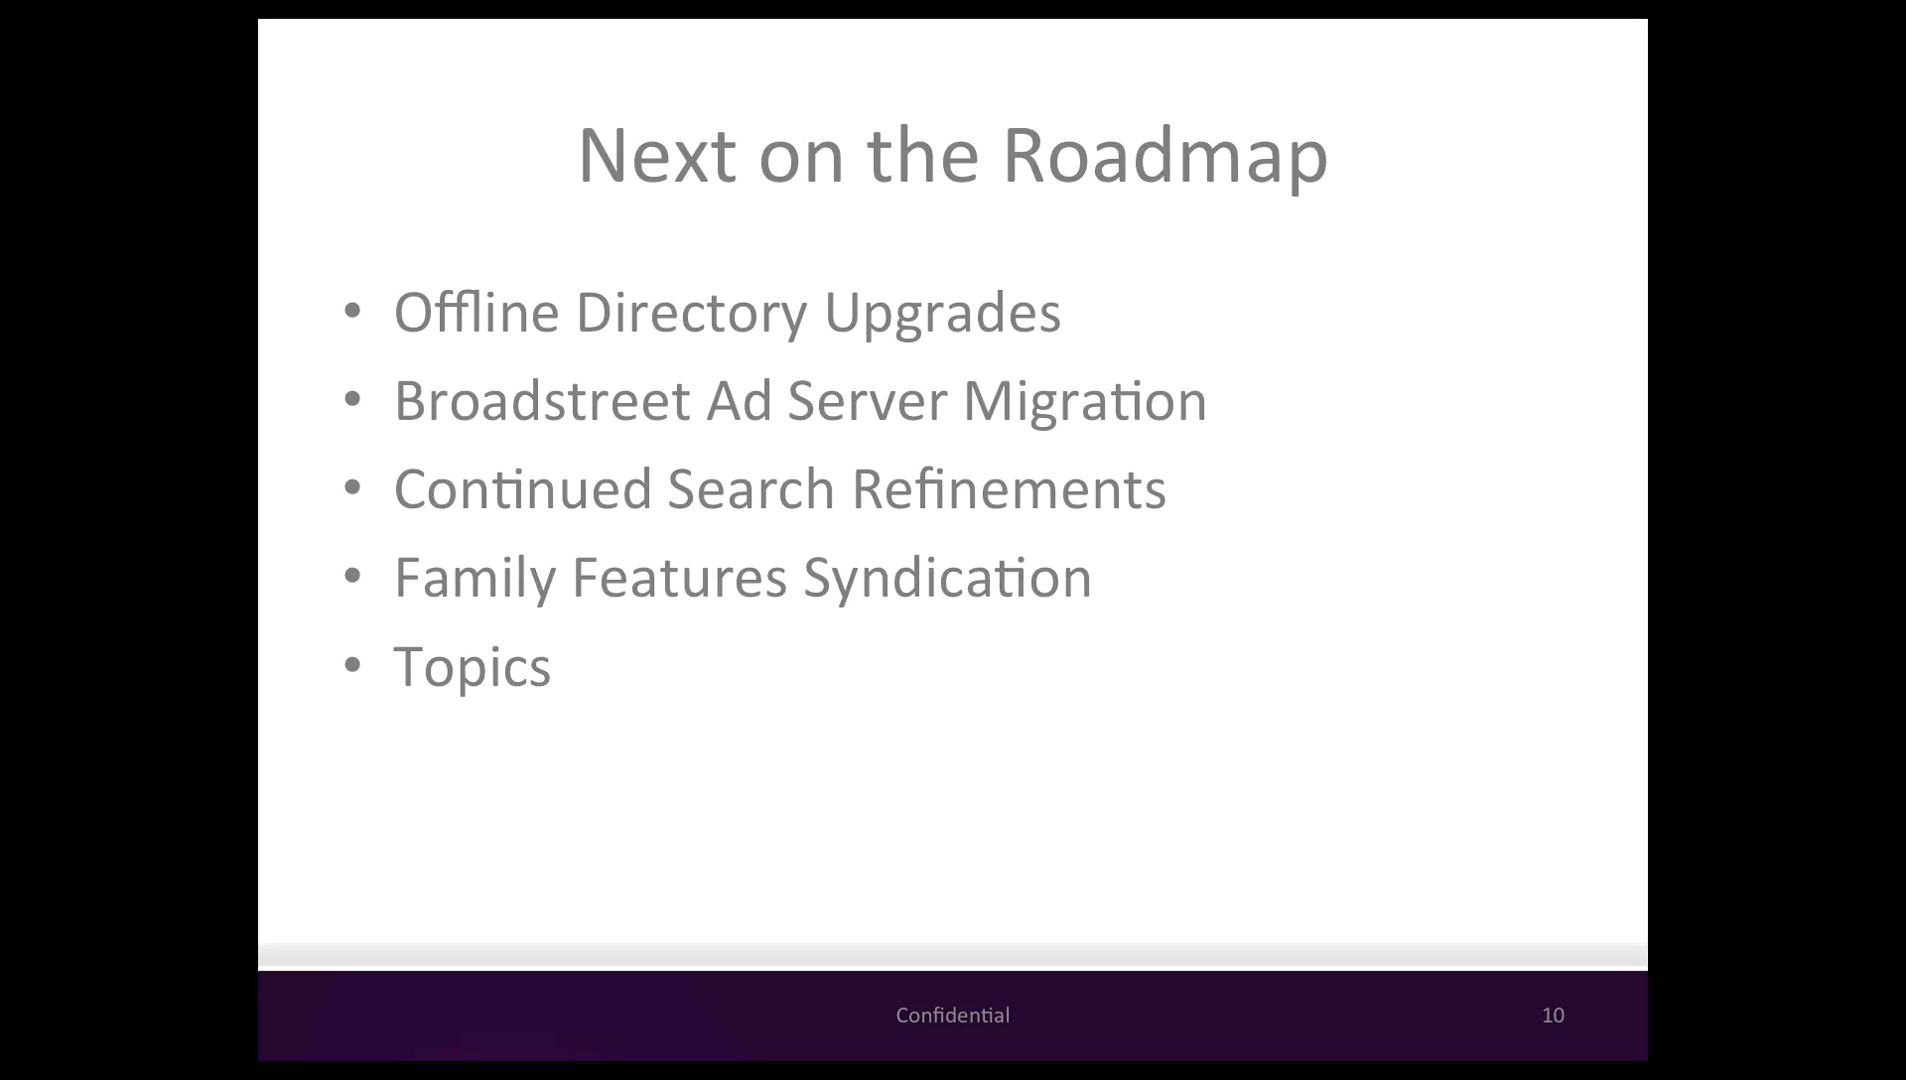 Next on the Roadmap
• Offline Directory Upgrades
• Broadstreet Ad Server Migration
• Continued Search Refinements
• Family Features Syndication
• Topics
Confidential
10